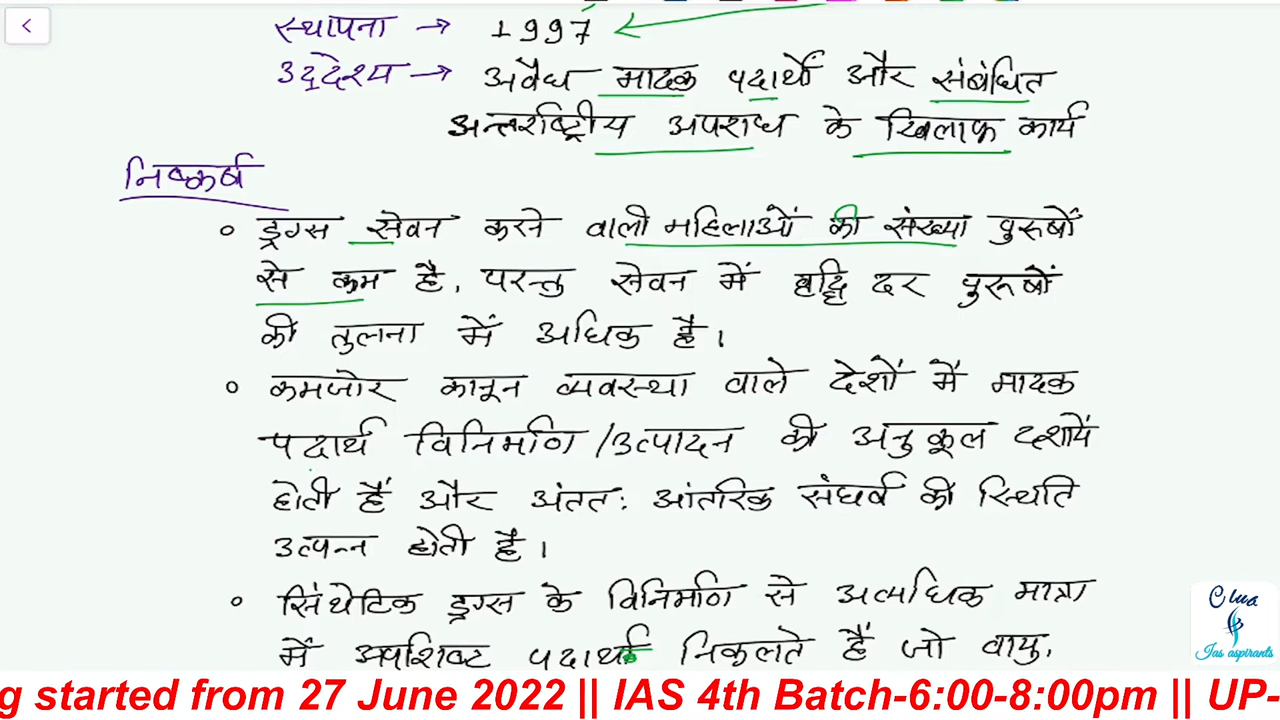 स्थापना → 1997
उद्देश्य → अवैध मादक पदार्थों और संबंधित
अन्तर्राष्ट्रीय अपराध के खिलाफ कार्य
निष्कर्ष
० ड्रग्स सेवन करने वाली महिलाओं की संख्या पुरुषों
से कम है, परन्तु सेवन में वृद्धि दर पुरूषों
की तुलना में अधिक है।
० कमजोर कानून व्यवस्था वाले देशों में मादक
पदार्थ विनिर्माण/उत्पादन की अनुकूल दशायें
होती हैं और अंततः आंतरिक संघर्ष की स्थिति
उत्पन्न होती है।
० सिंथेटिक ड्रग्स के विनिर्माण से अत्यधिक मात्रा
में अपशिष्ट पदार्थ निकलते हैं जो वायु,
Clue
Ias aspirants
g started from 27 June 2022 || IAS 4th Batch-6:00-8:00pm || UP-